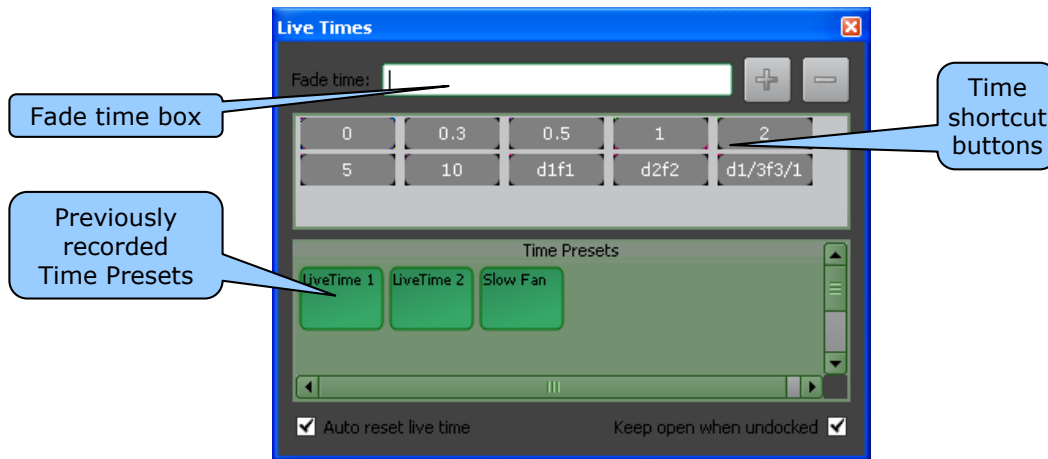 Live Times
Fade time:
Fade time box
Time
shortcut
buttons
0 0.3 0.5 1 2
5 10 d1f1 d2f2 d1/3f3/1
Previously
recorded
Time Presets
Time Presets
LiveTime 1 LiveTime 2 Slow Fan
Auto reset live time Keep open when undocked